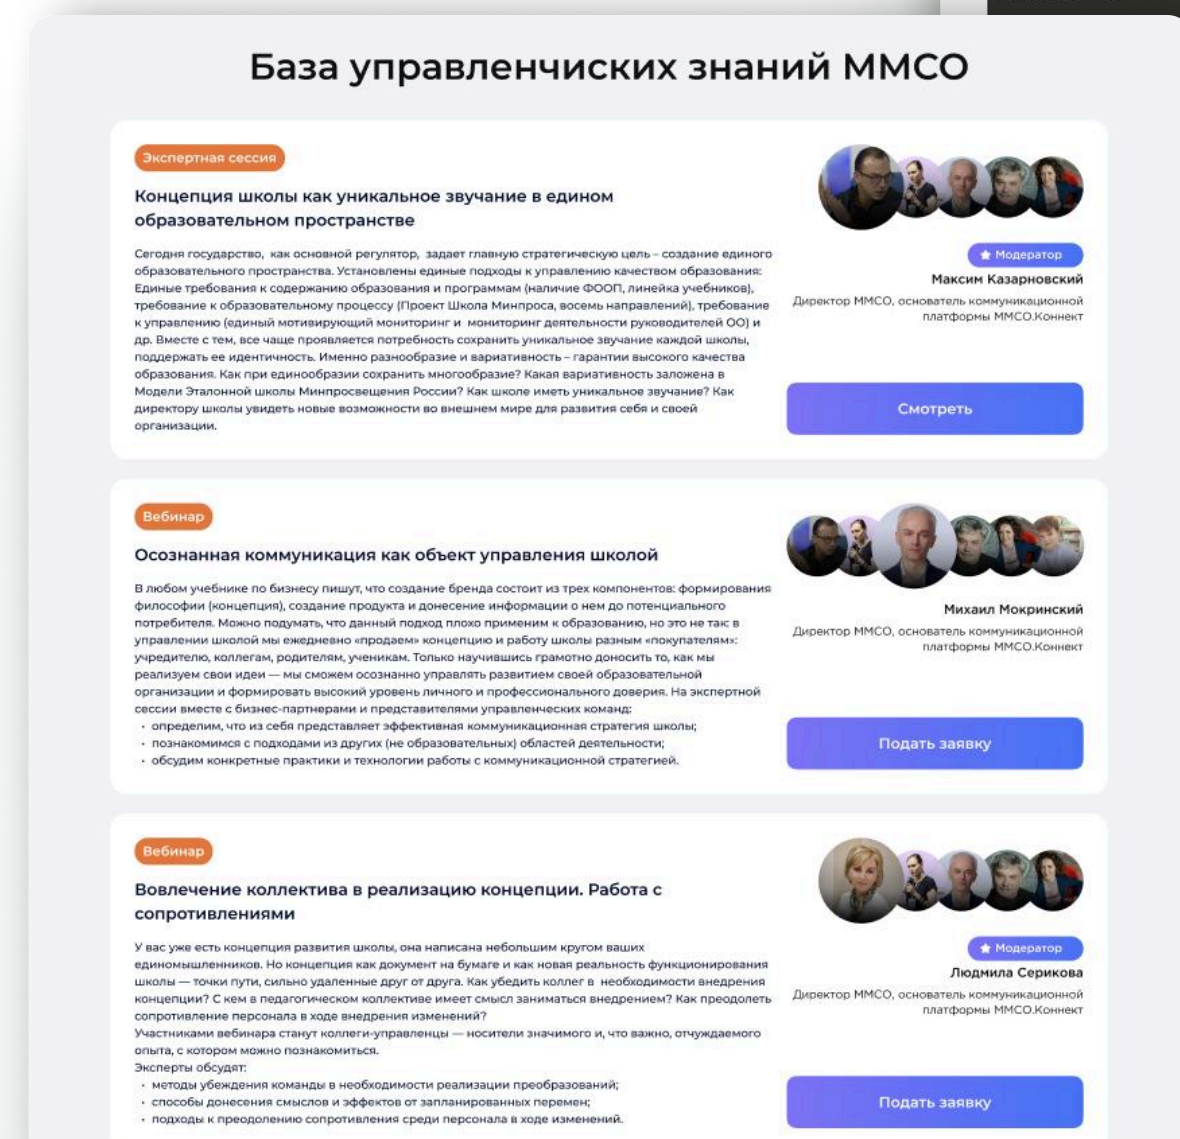 База управленчиских знаний ММСО
Экспертная сессия
Концепция школы как уникальное звучание в едином
образовательном пространстве
Сегодня государство, как основной регулятор, задает главную стратегическую цель – создание единого
образовательного пространства. Установлены единые подходы к управлению качеством образования:
Единые требования к содержанию образования и программам (наличие ФООП, линейка учебников),
требование к образовательному процессу (Проект Школа Минпроса, восемь направлений), требование
к управлению (единый мотивирующий мониторинг и мониторинг деятельности руководителей ОО) и
др. Вместе с тем, все чаще проявляется потребность сохранить уникальное звучание каждой школы,
поддержать ее идентичность. Именно разнообразие и вариативность – гарантии высокого качества
образования. Как при единообразии сохранить многообразие? Какая вариативность заложена в
Модели Эталонной школы Минпросвещения России? Как школе иметь уникальное звучание? Как
директору школы увидеть новые возможности во внешнем мире для развития себя и своей
организации.
Модератор
Максим Казарновский
Директор ММСО, основатель коммуникационной
платформы ММСО.Коннект
Смотреть
Вебинар
Осознанная коммуникация как объект управления школой
В любом учебнике по бизнесу пишут, что создание бренда состоит из трех компонентов: формирования
философии (концепция), создание продукта и донесение информации о нем до потенциального
потребителя. Можно подумать, что данный подход плохо применим к образованию, но это не так: в
управлении школой мы ежедневно «продаем» концепцию и работу школы разным «покупателям»:
учредителю, коллегам, родителям, ученикам. Только научившись грамотно доносить то, как мы
реализуем свои идеи — мы сможем осознанно управлять развитием своей образовательной
организации и формировать высокий уровень личного и профессионального доверия. На экспертной
сессии вместе с бизнес-партнерами и представителями управленческих команд:
• определим, что из себя представляет эффективная коммуникационная стратегия школы;
• познакомимся с подходами из других (не образовательных) областей деятельности;
• обсудим конкретные практики и технологии работы с коммуникационной стратегией.
Михаил Мокринский
Директор ММСО, основатель коммуникационной
платформы ММСО.Коннект
Подать заявку
Вебинар
Вовлечение коллектива в реализацию концепции. Работа с
сопротивлениями
У вас уже есть концепция развития школы, она написана небольшим кругом ваших
единомышленников. Но концепция как документ на бумаге и как новая реальность функционирования
школы — точки пути, сильно удаленные друг от друга. Как убедить коллег в необходимости внедрения
концепции? С кем в педагогическом коллективе имеет смысл заниматься внедрением? Как преодолеть
сопротивление персонала в ходе внедрения изменений?
Участниками вебинара станут коллеги-управленцы — носители значимого и, что важно, отчуждаемого
опыта, с котором можно познакомиться.
Эксперты обсудят:
• методы убеждения команды в необходимости реализации преобразований;
• способы донесения смыслов и эффектов от запланированных перемен;
• подходы к преодолению сопротивления среди персонала в ходе изменений.
Модератор
Людмила Серикова
Директор ММСО, основатель коммуникационной
платформы ММСО.Коннект
Подать заявку